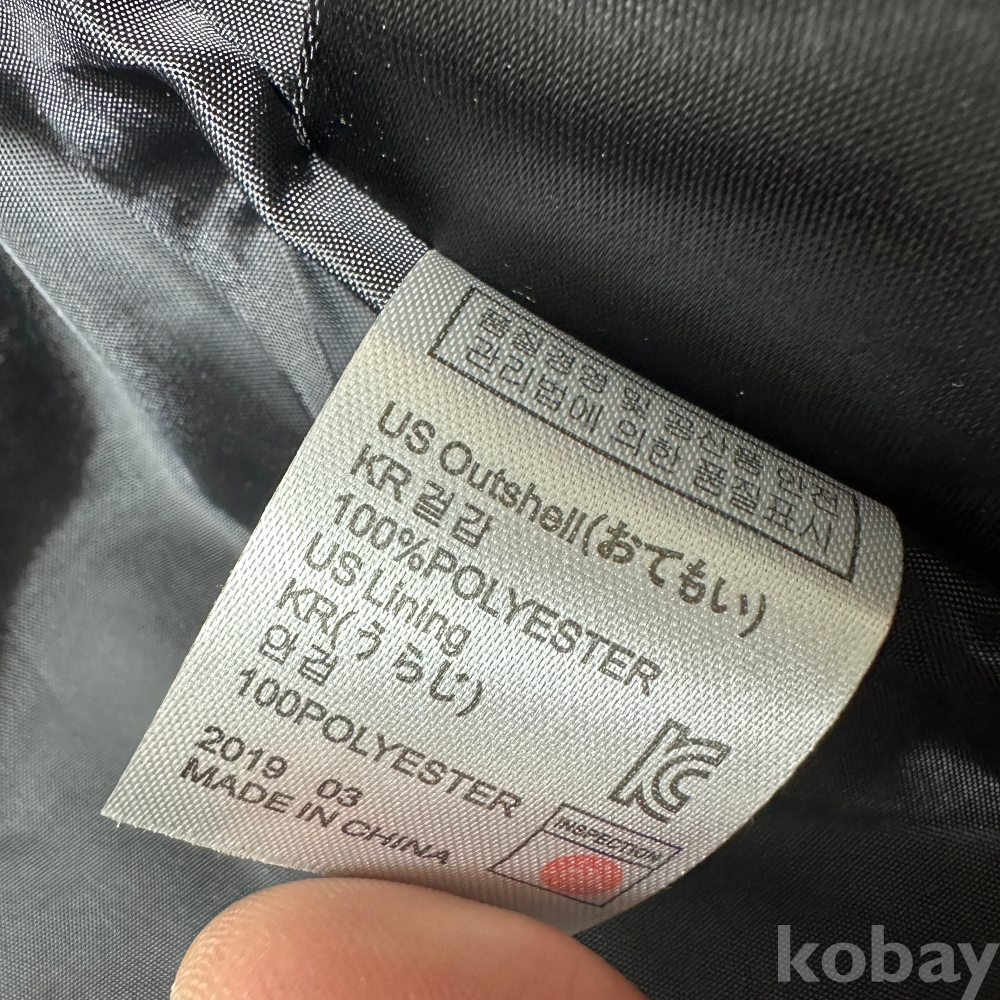 품질경영 및 공산품안전
관리법에 의한 품질표시
US Outshell(おてもい)
KR 걸감
100%POLYESTER
US Lining
KR(うらじ)
안감
100POLYESTER
2019 03
MADE IN CHINA
INSPECTION
kobay